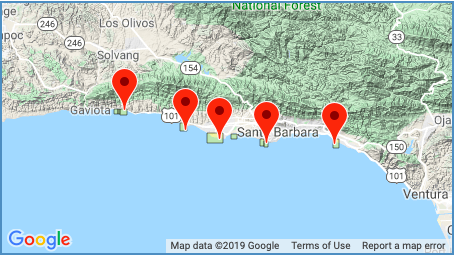 National Forest
246
Los Olivos
33
poc
246
Solvang
154
Gaviota
101
Santa Barbara
Oja
150
101
Ventura
Google
Map data ©2019 Google
Terms of Use
Report a map error